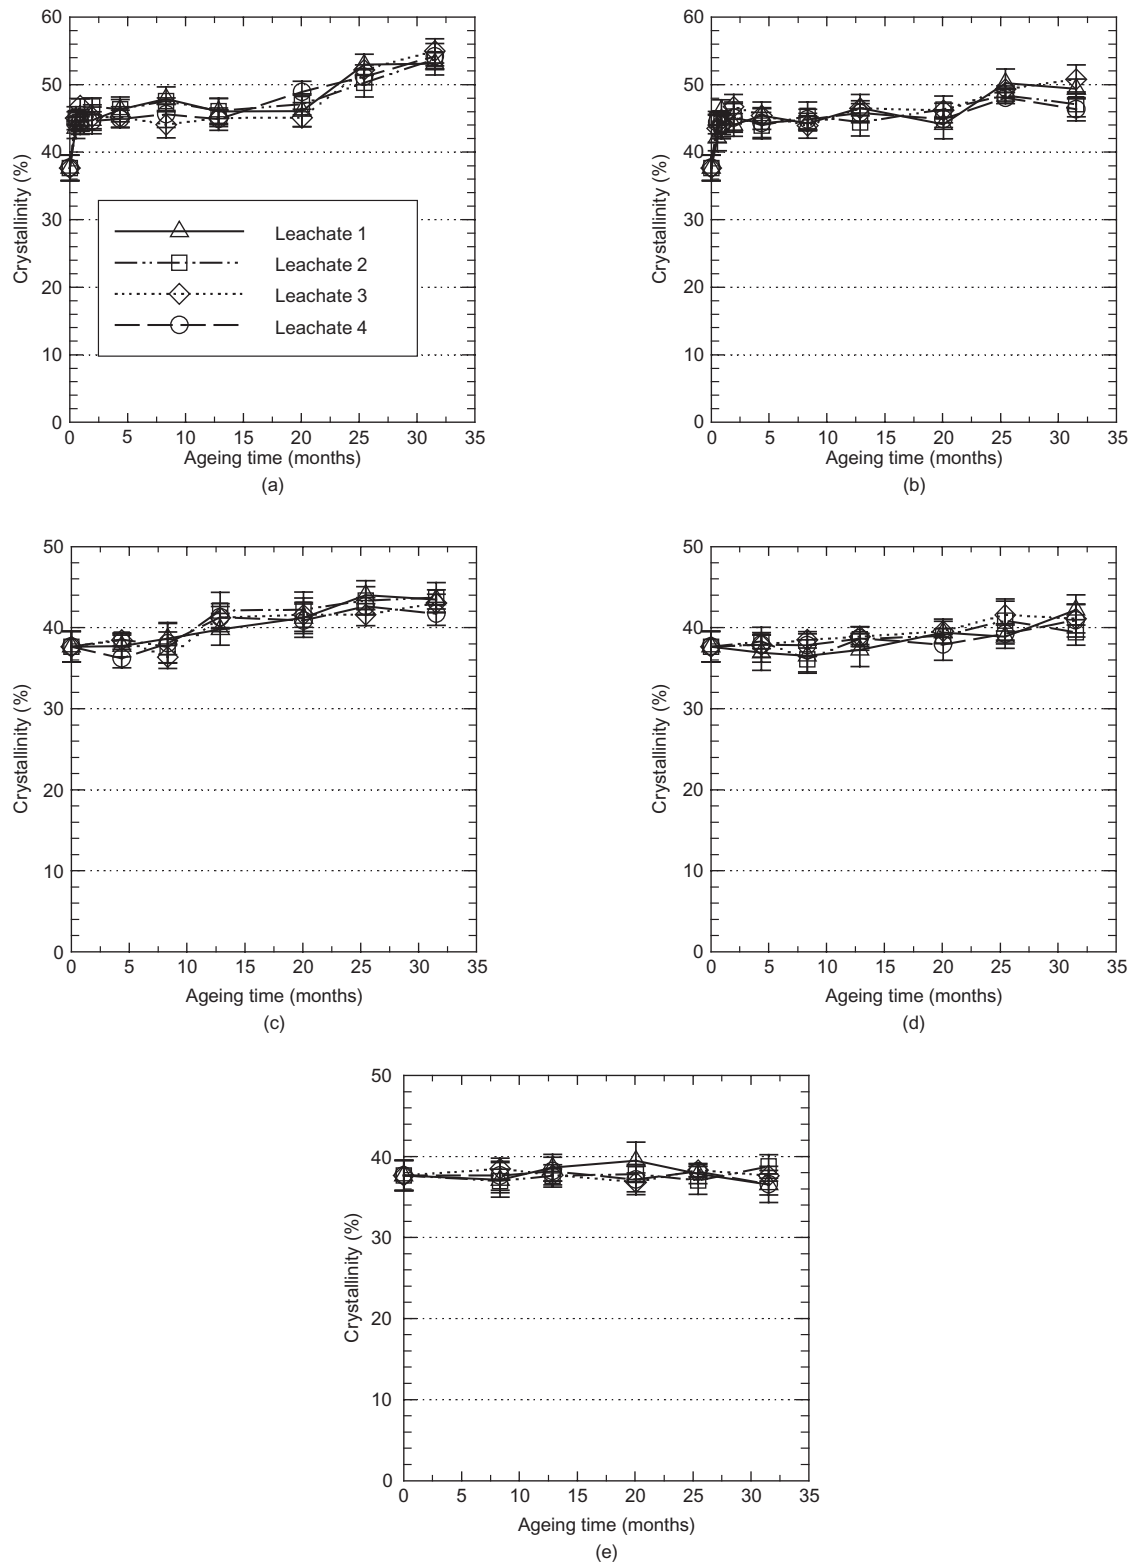 60
50
40
30
20
10
0
Crystallinity (%)
Leachate 1
Leachate 2
Leachate 3
Leachate 4
0 5 10 15 20 25 30 35
Ageing time (months)
(a)
60
50
40
30
20
10
0
Crystallinity (%)
0 5 10 15 20 25 30 35
Ageing time (months)
(b)
50
40
30
20
10
0
Crystallinity (%)
0 5 10 15 20 25 30 35
Ageing time (months)
(c)
50
40
30
20
10
0
Crystallinity (%)
0 5 10 15 20 25 30 35
Ageing time (months)
(d)
50
40
30
20
10
0
Crystallinity (%)
0 5 10 15 20 25 30 35
Ageing time (months)
(e)